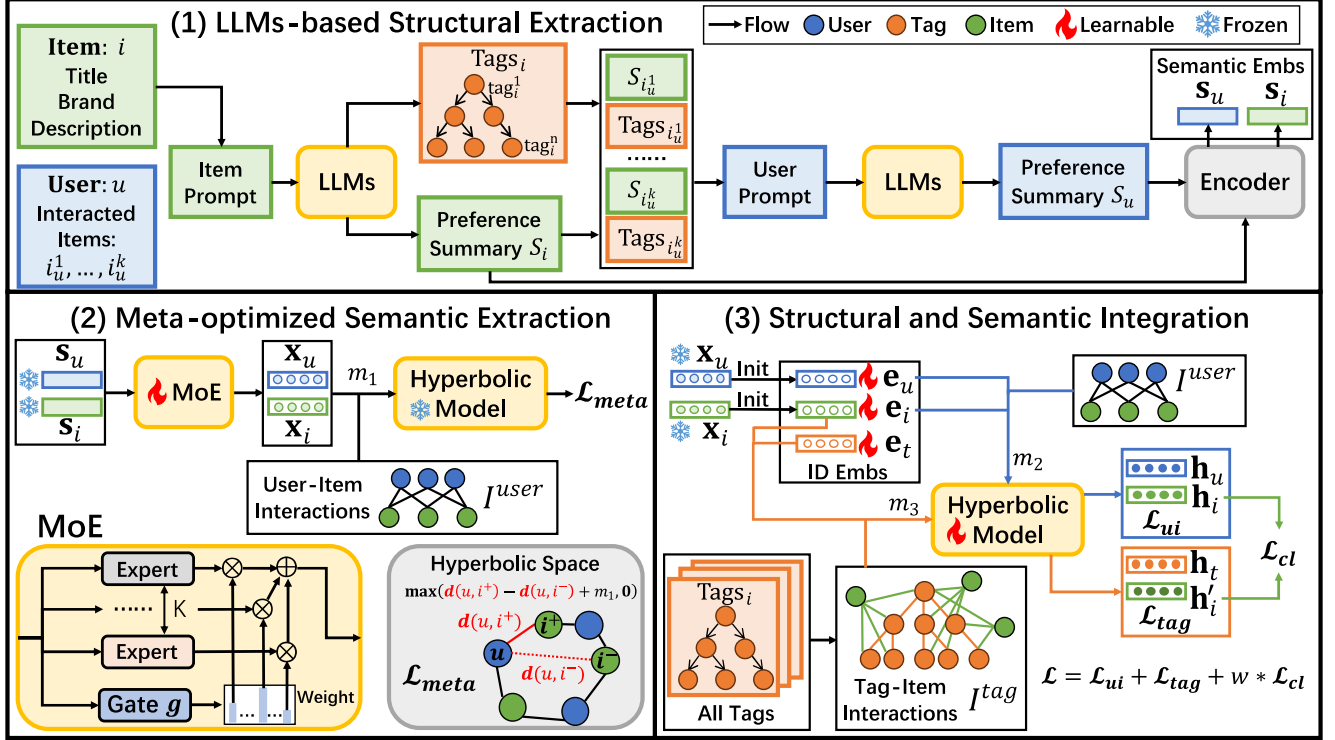 (1) LLMs-based Structural Extraction
Flow User Tag Item Learnable Frozen
Item: i
Title
Brand
Description
User: u
Interacted
Items:
i_u^1, ..., i_u^k
Item
Prompt
LLMs
Tags_i
tag_i^1
tag_i^n
Preference
Summary S_i
S_{i_u^1}
Tags_{i_u^1}
......
S_{i_u^k}
Tags_{i_u^k}
User
Prompt
LLMs
Preference
Summary S_u
Semantic Embs
s_u s_i
Encoder
(2) Meta-optimized Semantic Extraction
s_u
s_i
MoE
x_u
x_i
m_1
Hyperbolic
Model
ℒ_meta
User-Item
Interactions
I^user
MoE
Expert
...... K
Expert
Gate g
... ...
Weight
Hyperbolic Space
max(d(u, i^+) − d(u, i^-) + m_1, 0)
d(u, i^+)
i^+
u
i^-
d(u, i^-)
ℒ_meta
(3) Structural and Semantic Integration
x_u
Init
e_u
Init
e_i
x_i
e_t
ID Embs
I^user
m_2
m_3
Hyperbolic
Model
h_u
h_i
ℒ_ui
ℒ_cl
h_t
h'_i
ℒ_tag
Tags_i
All Tags
Tag-Item
Interactions
I^tag
ℒ = ℒ_ui + ℒ_tag + w * ℒ_cl